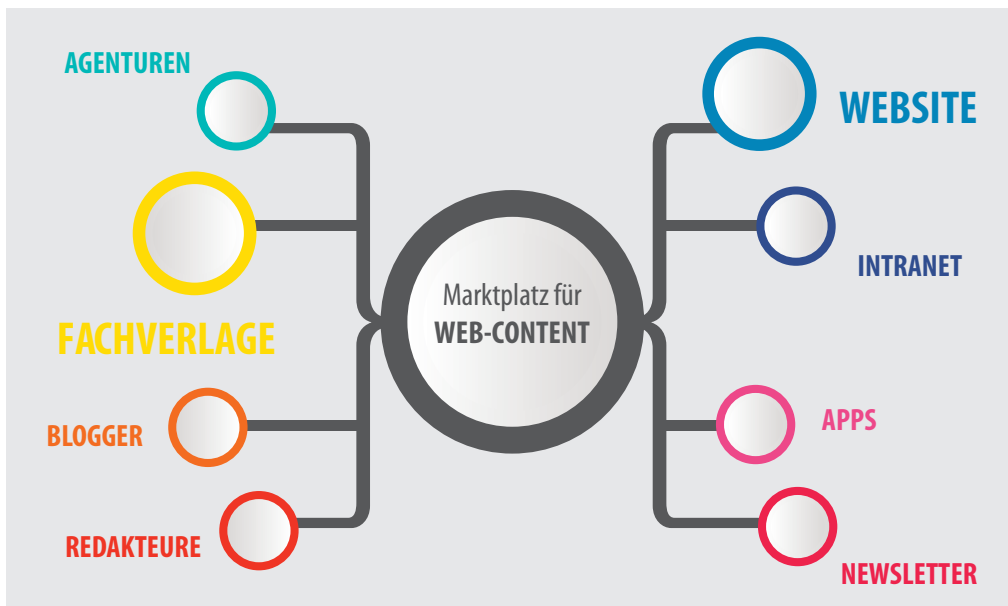 AGENTUREN
FACHVERLAGE
BLOGGER
REDAKTEURE
Marktplatz für
WEB-CONTENT
WEBSITE
INTRANET
APPS
NEWSLETTER